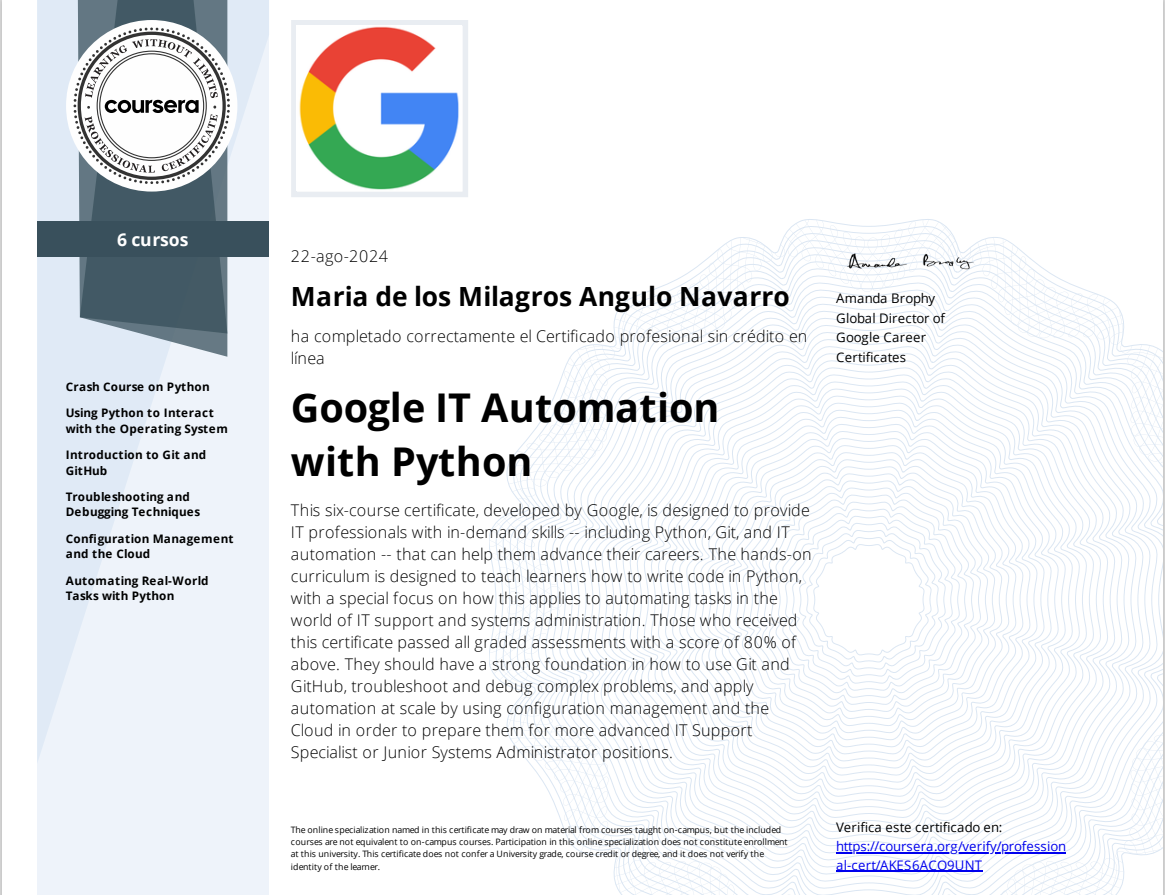 LEARNING WITHOUT LIMITS
coursera
PROFESSIONAL CERTIFICATE
6 cursos
Crash Course on Python
Using Python to Interact
with the Operating System
Introduction to Git and
GitHub
Troubleshooting and
Debugging Techniques
Configuration Management
and the Cloud
Automating Real-World
Tasks with Python
22-ago-2024
Maria de los Milagros Angulo Navarro
ha completado correctamente el Certificado profesional sin crédito en
línea
Google IT Automation
with Python
This six-course certificate, developed by Google, is designed to provide
IT professionals with in-demand skills -- including Python, Git, and IT
automation -- that can help them advance their careers. The hands-on
curriculum is designed to teach learners how to write code in Python,
with a special focus on how this applies to automating tasks in the
world of IT support and systems administration. Those who received
this certificate passed all graded assessments with a score of 80% of
above. They should have a strong foundation in how to use Git and
GitHub, troubleshoot and debug complex problems, and apply
automation at scale by using configuration management and the
Cloud in order to prepare them for more advanced IT Support
Specialist or Junior Systems Administrator positions.
Amanda Brophy
Amanda Brophy
Global Director of
Google Career
Certificates
The online specialization named in this certificate may draw on material from courses taught on-campus, but the included
courses are not equivalent to on-campus courses. Participation in this online specialization does not constitute enrollment
at this university. This certificate does not confer a University grade, course credit or degree, and it does not verify the
identity of the learner.
Verifica este certificado en:
https://coursera.org/verify/profession
al-cert/AKES6ACO9UNT